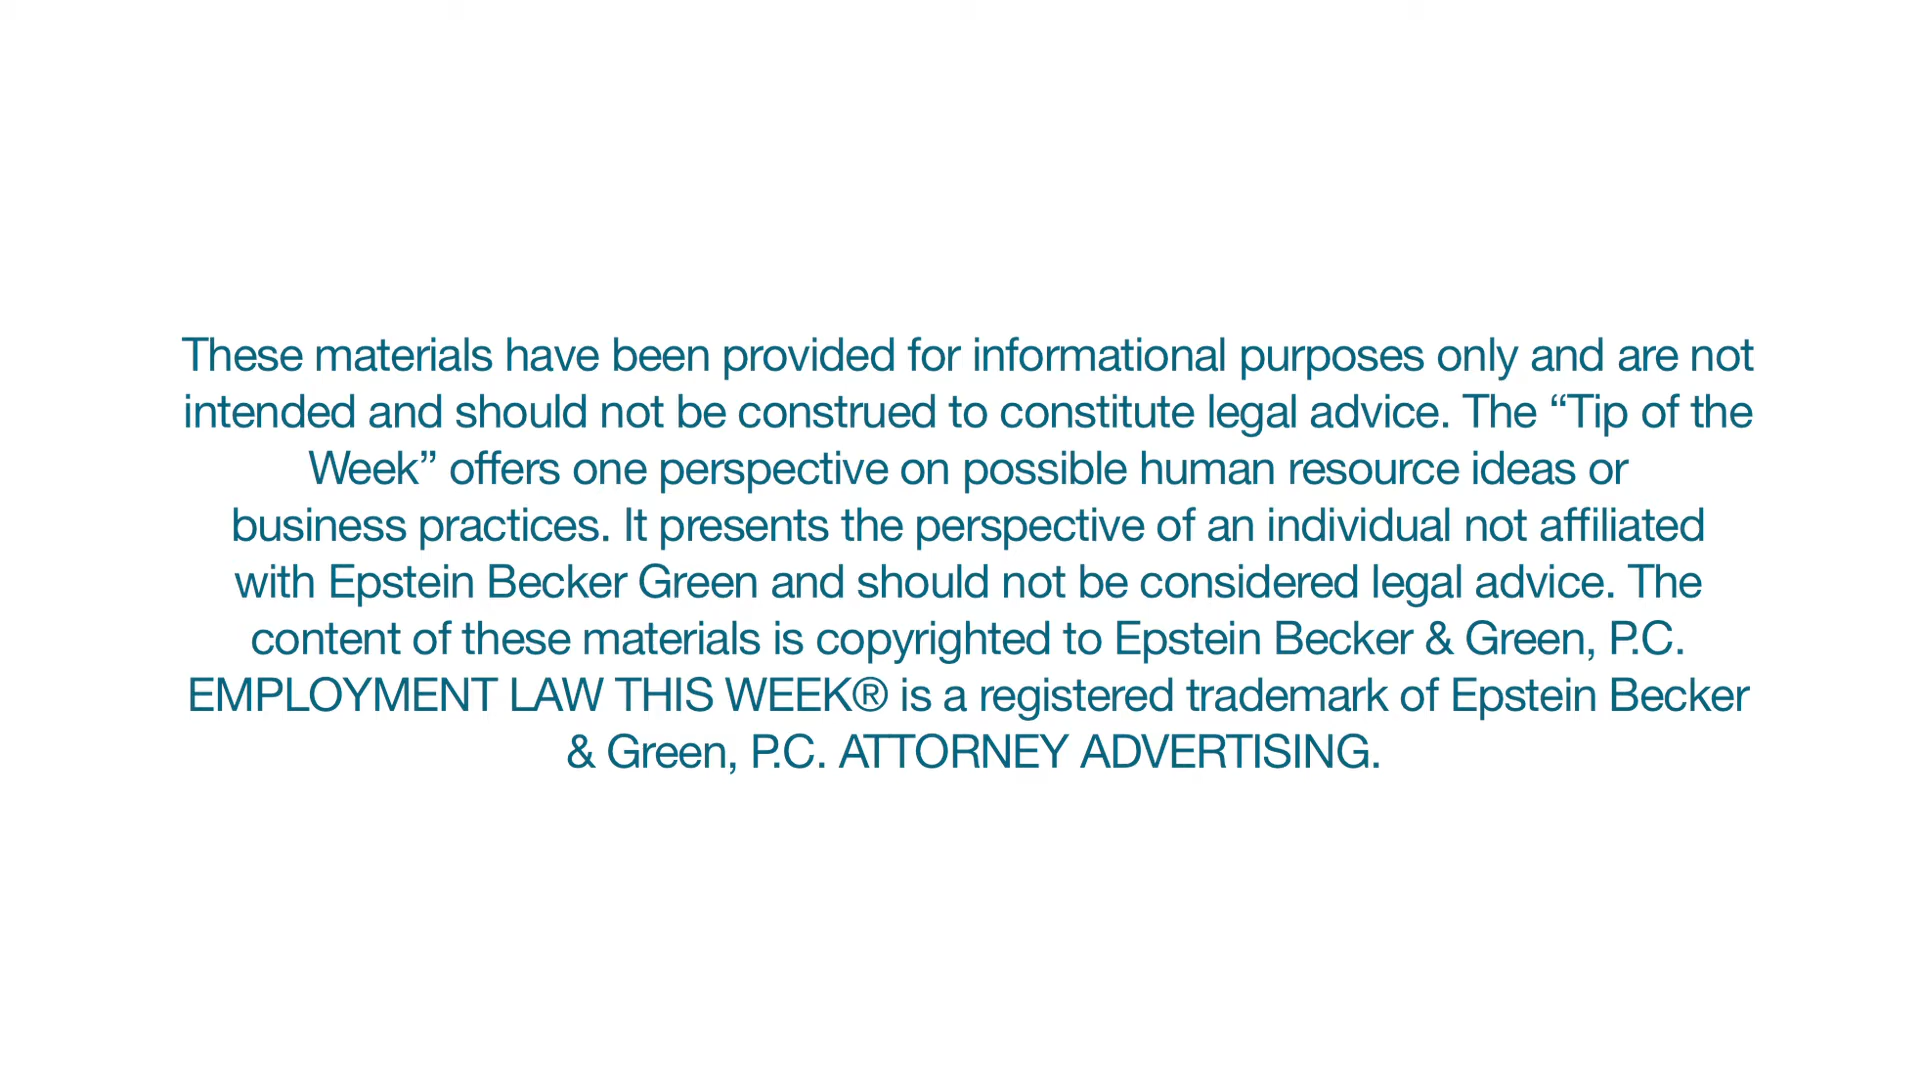 These materials have been provided for informational purposes only and are not
intended and should not be construed to constitute legal advice. The “Tip of the
Week” offers one perspective on possible human resource ideas or
business practices. It presents the perspective of an individual not affiliated
with Epstein Becker Green and should not be considered legal advice. The
content of these materials is copyrighted to Epstein Becker & Green, P.C.
EMPLOYMENT LAW THIS WEEK® is a registered trademark of Epstein Becker
& Green, P.C. ATTORNEY ADVERTISING.